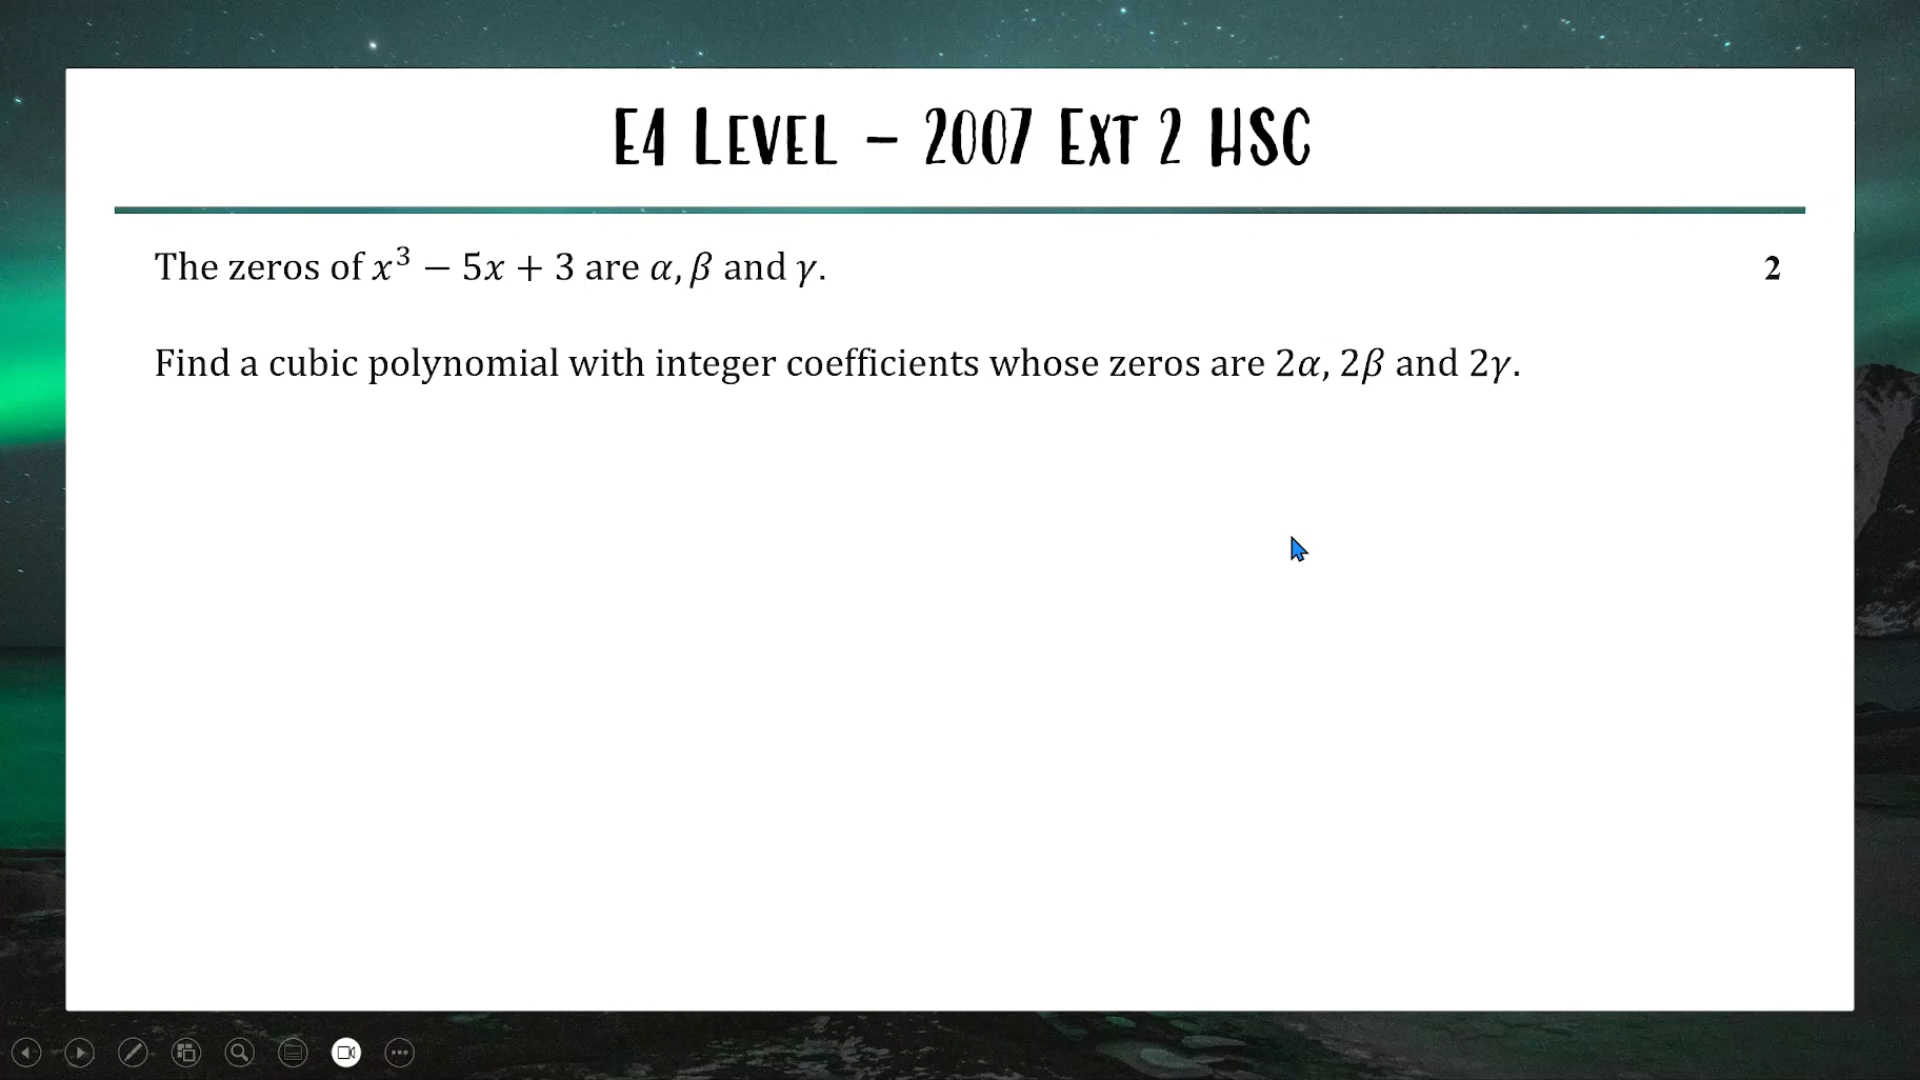 E4 LEVEL – 2007 EXT 2 HSC
The zeros of x³ − 5x + 3 are α, β and γ. 2
Find a cubic polynomial with integer coefficients whose zeros are 2α, 2β and 2γ.